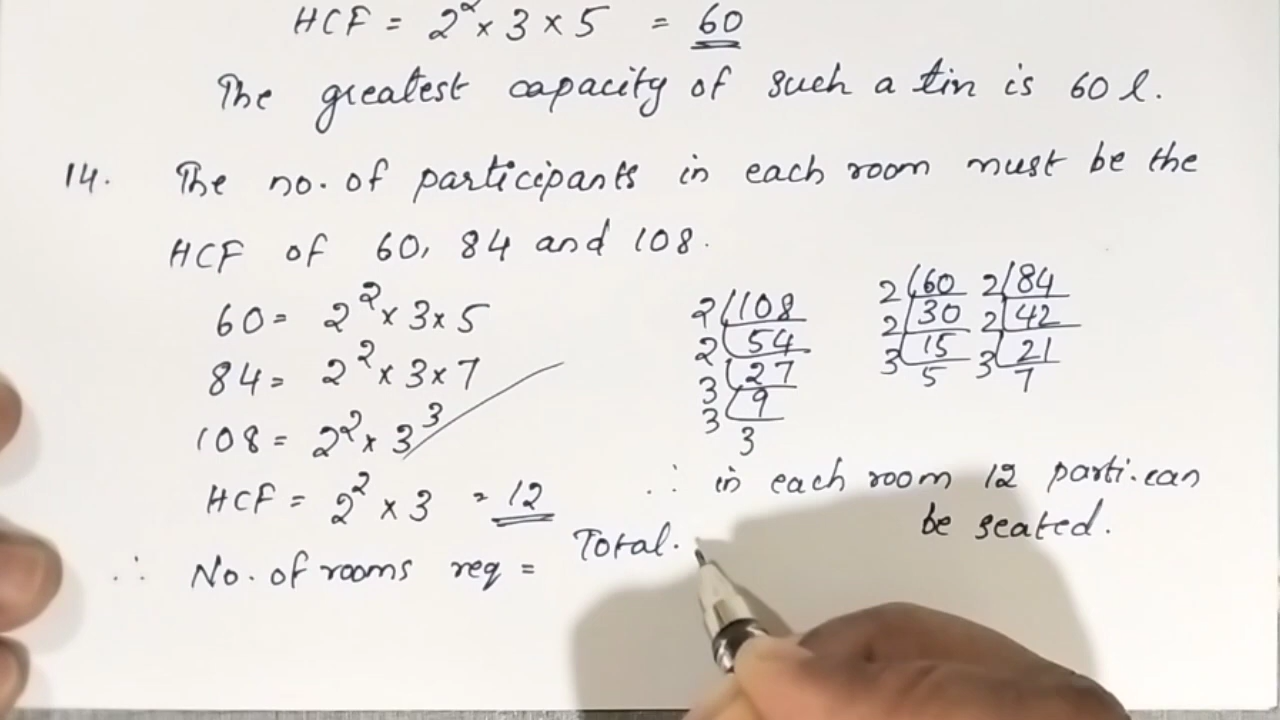 HCF = 2² × 3 × 5 = 60
The greatest capacity of such a tin is 60 l.
14. The no. of participants in each room must be the
HCF of 60, 84 and 108.
60 = 2² × 3 × 5
84 = 2² × 3 × 7
108 = 2² × 3³
HCF = 2² × 3 = 12
2 108
2 54
3 27
3 9
3
2 60
2 30
3 15
5
2 84
2 42
3 21
7
∴ in each room 12 parti. can
be seated.
∴ No. of rooms req = Total.